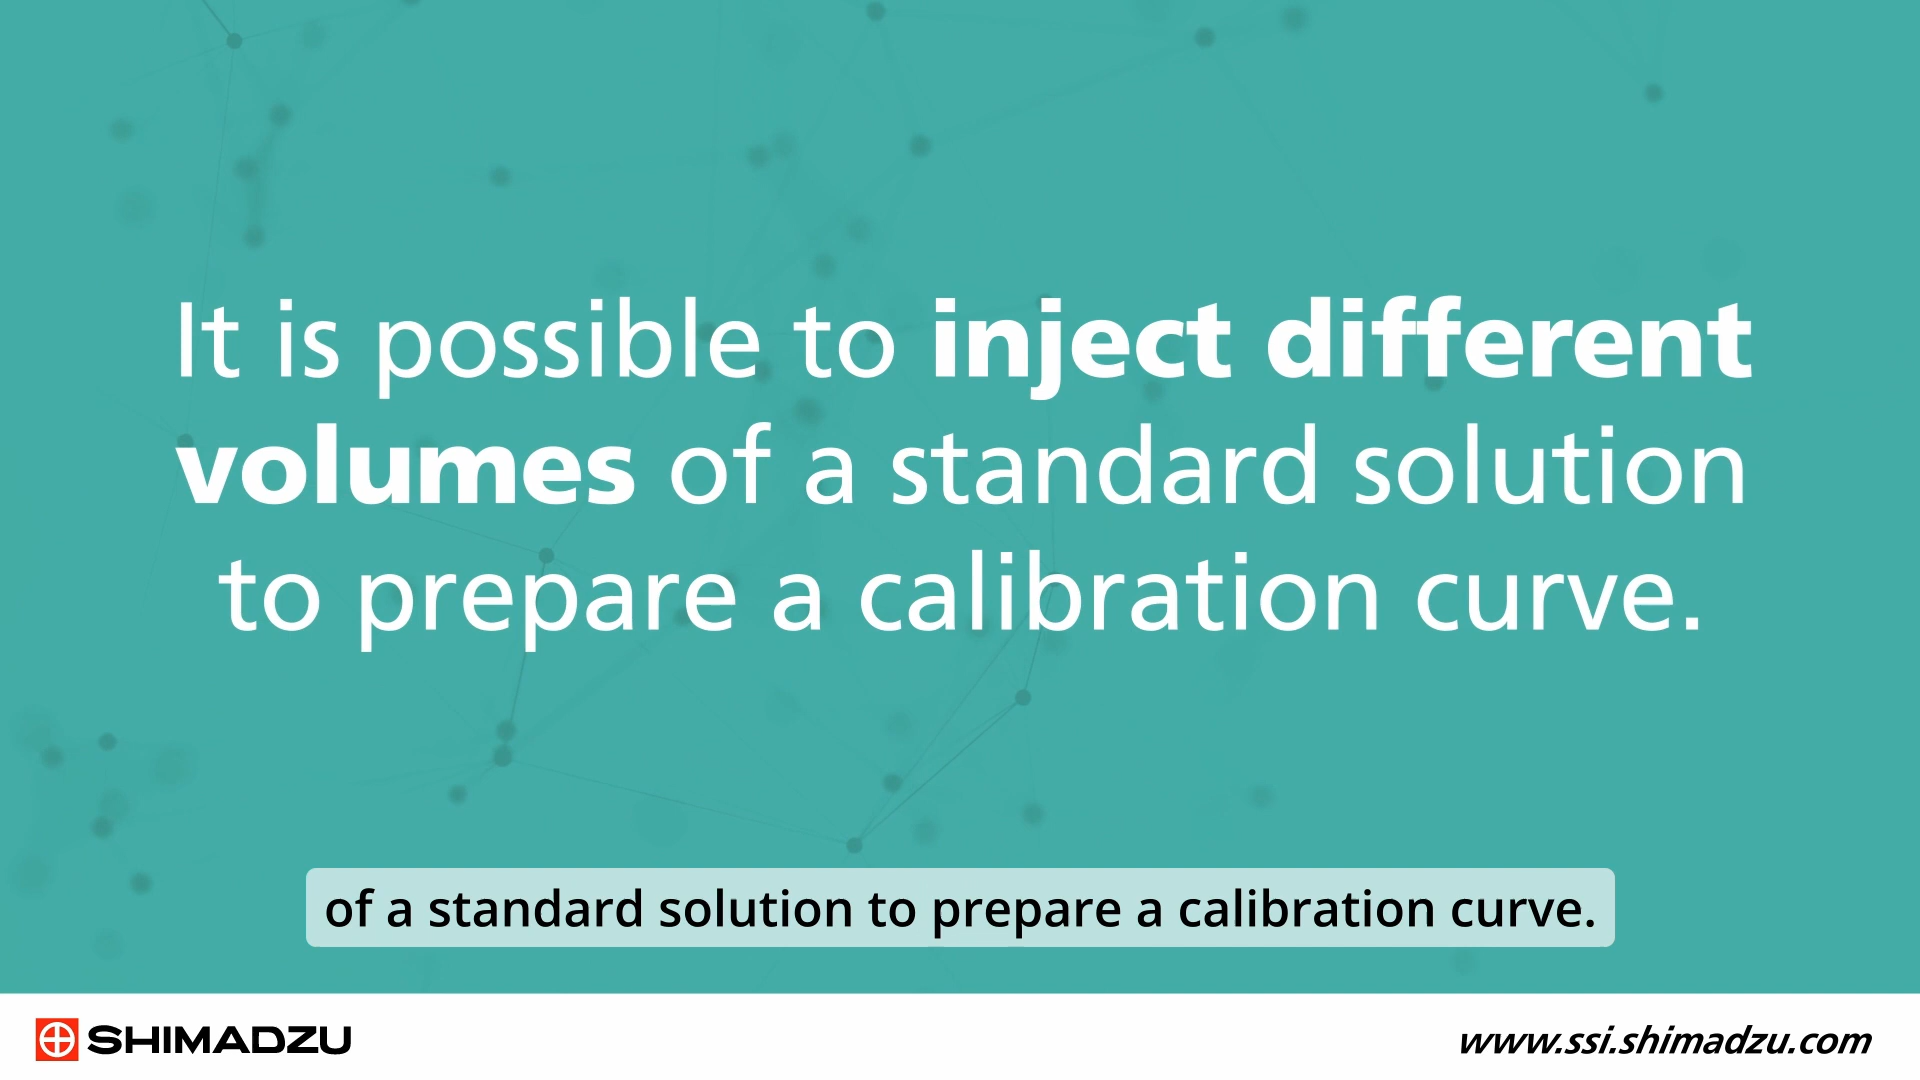 It is possible to inject different
volumes of a standard solution
to prepare a calibration curve.
of a standard solution to prepare a calibration curve.
SHIMADZU
www.ssi.shimadzu.com